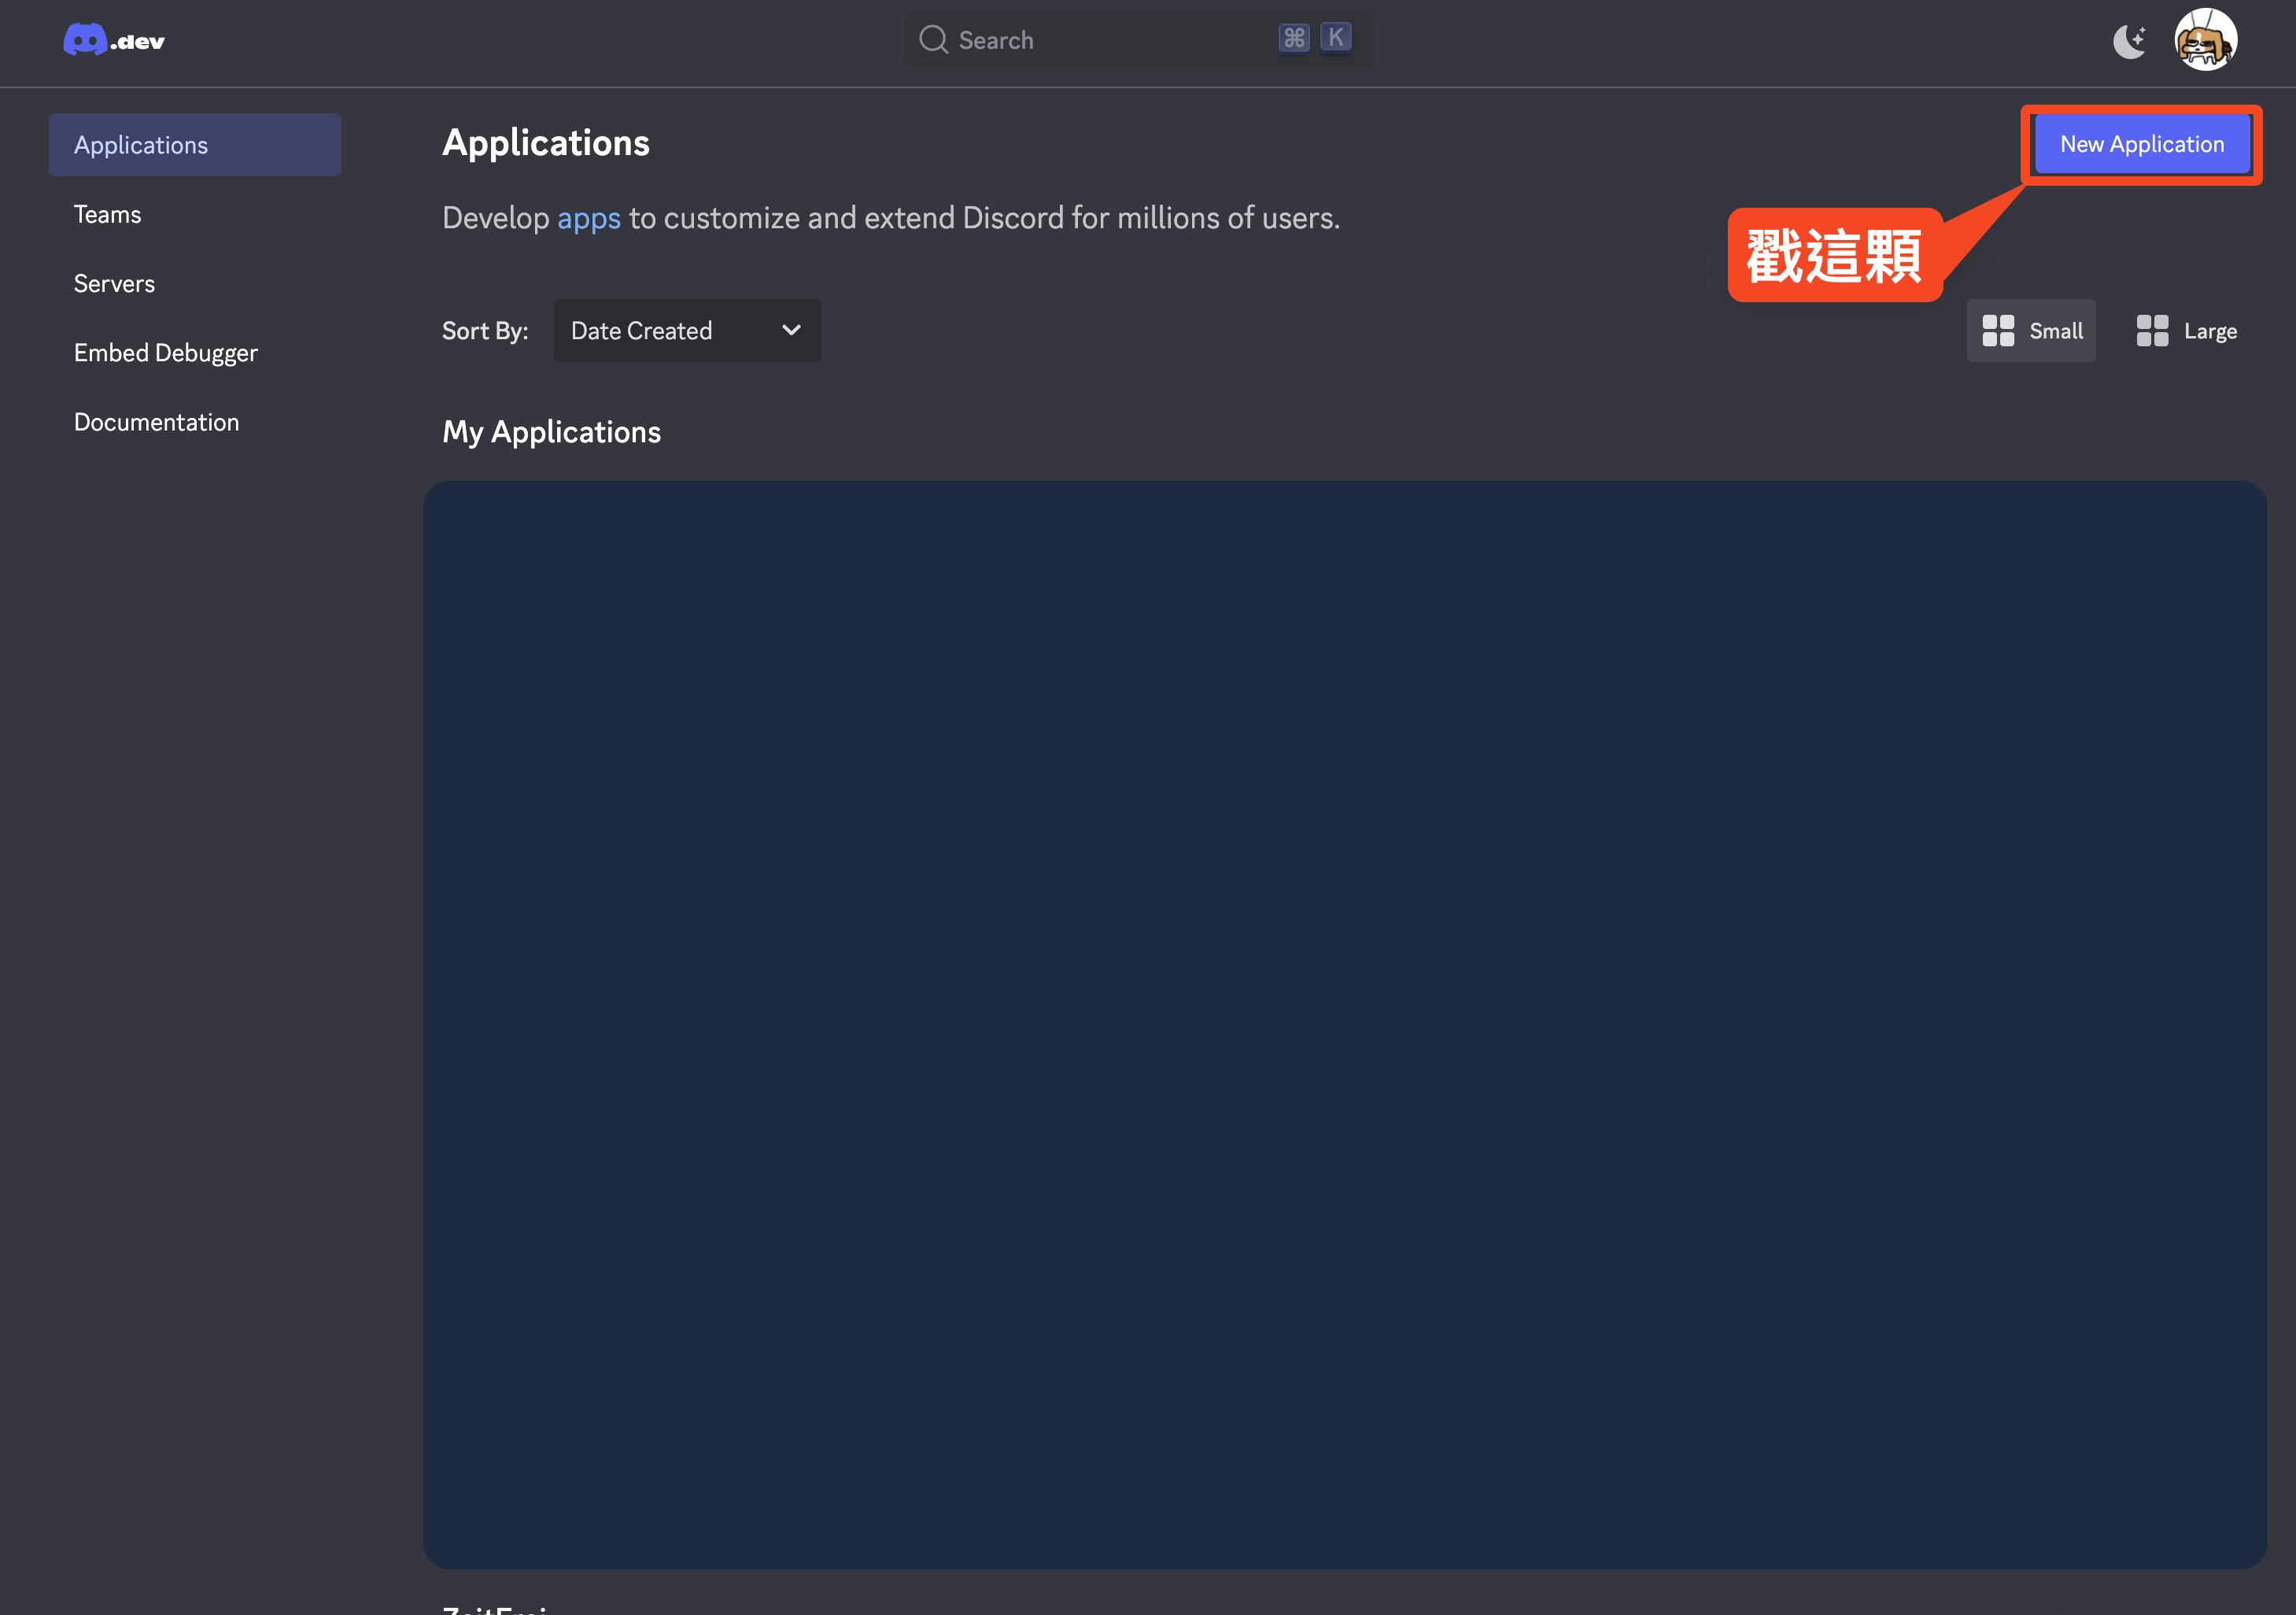 .dev
Search
⌘ K
Applications
Teams
Servers
Embed Debugger
Documentation
Applications
New Application
Develop apps to customize and extend Discord for millions of users.
戳這顆
Sort By:
Date Created
Small
Large
My Applications